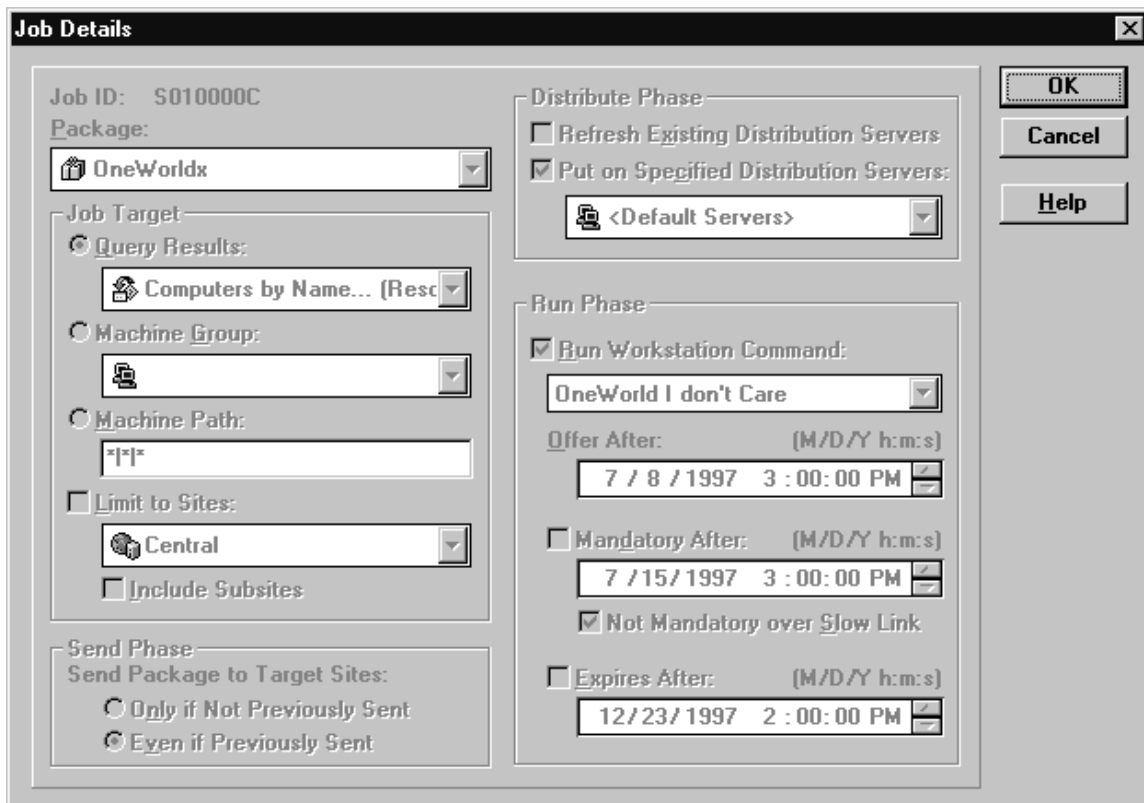 Job Details
Job ID: S010000C
Package:
OneWorldx
Job Target
Query Results:
Computers by Name... (Resc
Machine Group:
Machine Path:
*|*|*
Limit to Sites:
Central
Include Subsites
Send Phase
Send Package to Target Sites:
Only if Not Previously Sent
Even if Previously Sent
Distribute Phase
Refresh Existing Distribution Servers
Put on Specified Distribution Servers:
<Default Servers>
Run Phase
Run Workstation Command:
OneWorld I don't Care
Offer After: (M/D/Y h:m:s)
7 / 8 / 1997 3 : 00: 00 PM
Mandatory After: (M/D/Y h:m:s)
7 / 15/ 1997 3 : 00: 00 PM
Not Mandatory over Slow Link
Expires After: (M/D/Y h:m:s)
12/ 23/ 1997 2 : 00: 00 PM
OK
Cancel
Help